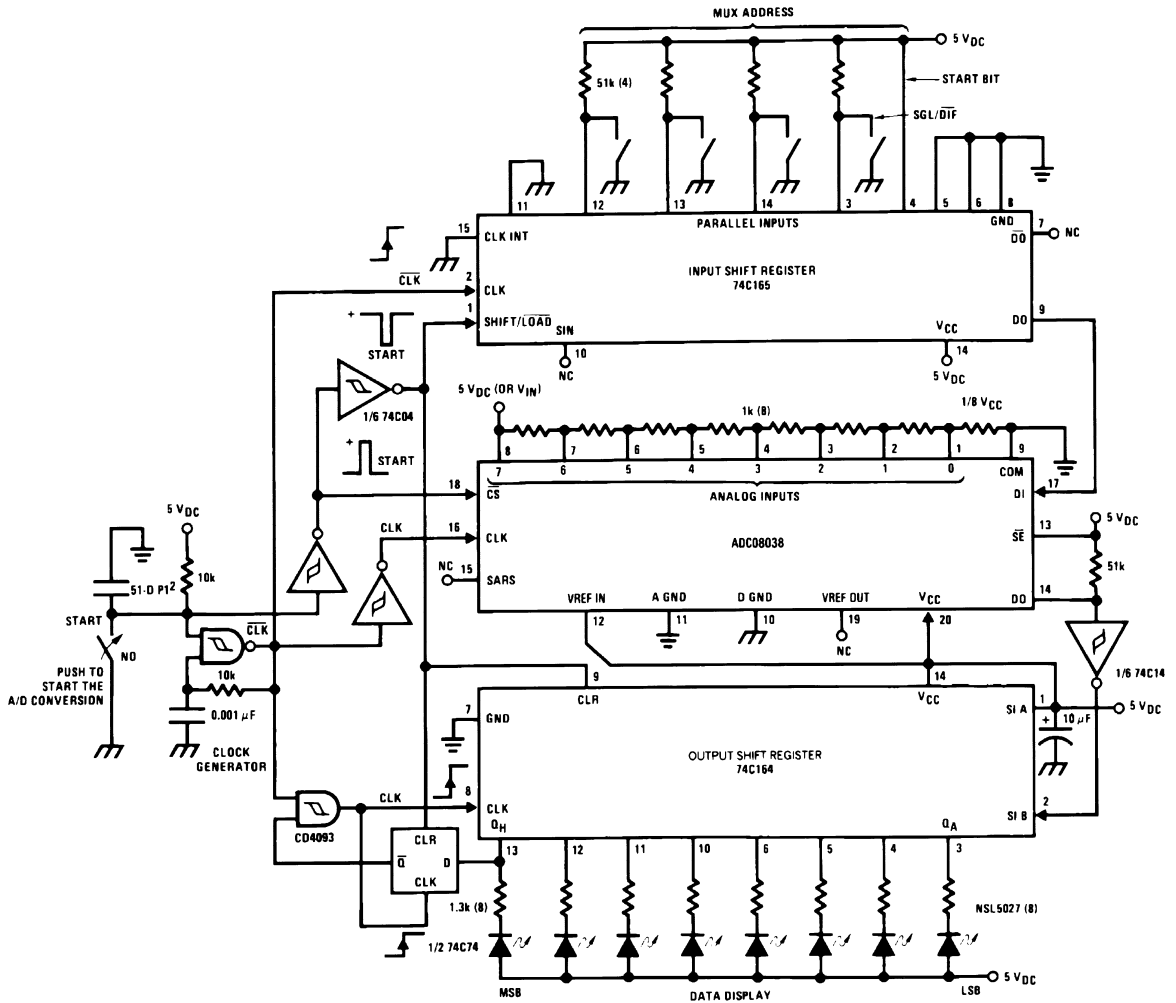 MUX ADDRESS
5 VDC
51k (4)
START BIT
SGL/DIF
11
12
13
14
3
4
5
6
8
GND
PARALLEL INPUTS
15
CLK INT
7
DO
NC
INPUT SHIFT REGISTER
74C165
CLK
2
CLK
1
SHIFT/LOAD
SIN
10
NC
VCC
14
5 VDC
9
DO
+
START
1/6 74C04
5 VDC (OR VIN)
1k (8)
1/8 VCC
+
START
8
7
6
5
4
3
2
1
9
7
6
5
4
3
2
1
0
COM
ANALOG INPUTS
18
CS
17
DI
CLK
16
CLK
ADC08038
13
SE
5 VDC
51k
NC
15
SARS
14
DO
VREF IN
A GND
D GND
VREF OUT
VCC
12
11
10
19
NC
20
5 VDC
10k
51-D P1²
START
NO
PUSH TO
START THE
A/D CONVERSION
CLK
10k
0.001 µF
CLOCK
GENERATOR
1/6 74C14
9
CLR
14
VCC
7
GND
SI A
1
5 VDC
+
10 µF
OUTPUT SHIFT REGISTER
74C164
CLK
8
CLK
2
SI B
CD4093
QH
QA
13
12
11
10
6
5
4
3
CLR
Q
D
CLK
1.3k (8)
NSL5027 (8)
1/2 74C74
MSB
DATA DISPLAY
LSB
5 VDC